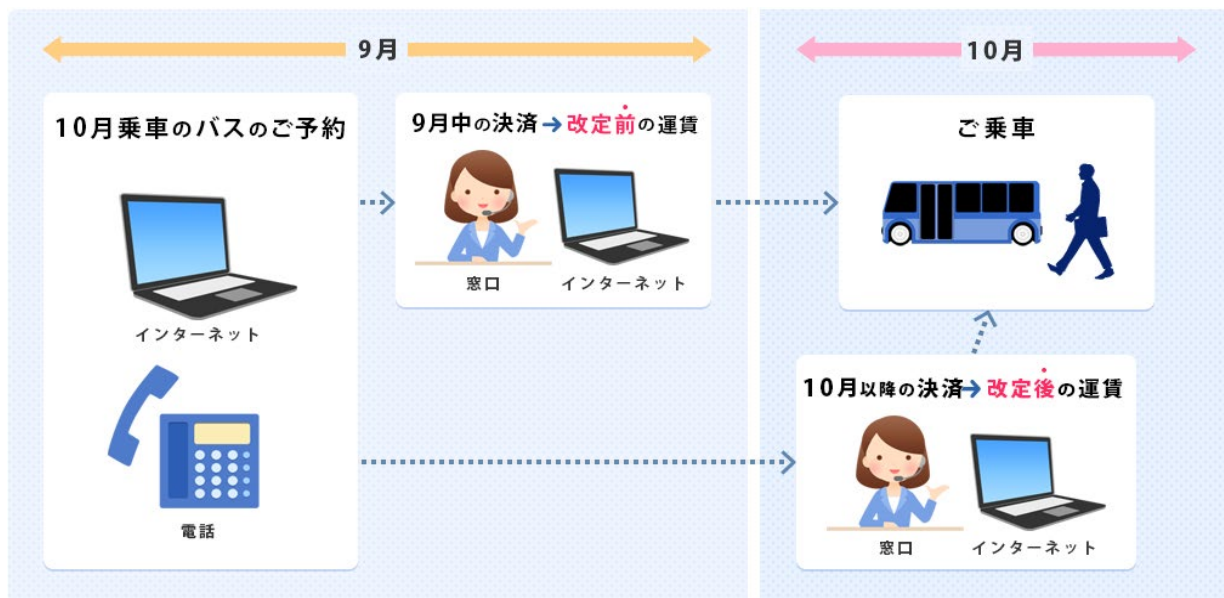 9月
10月乗車のバスのご予約
インターネット
電話
9月中の決済→改定前の運賃
窓口
インターネット
10月
ご乗車
10月以降の決済→改定後の運賃
窓口
インターネット